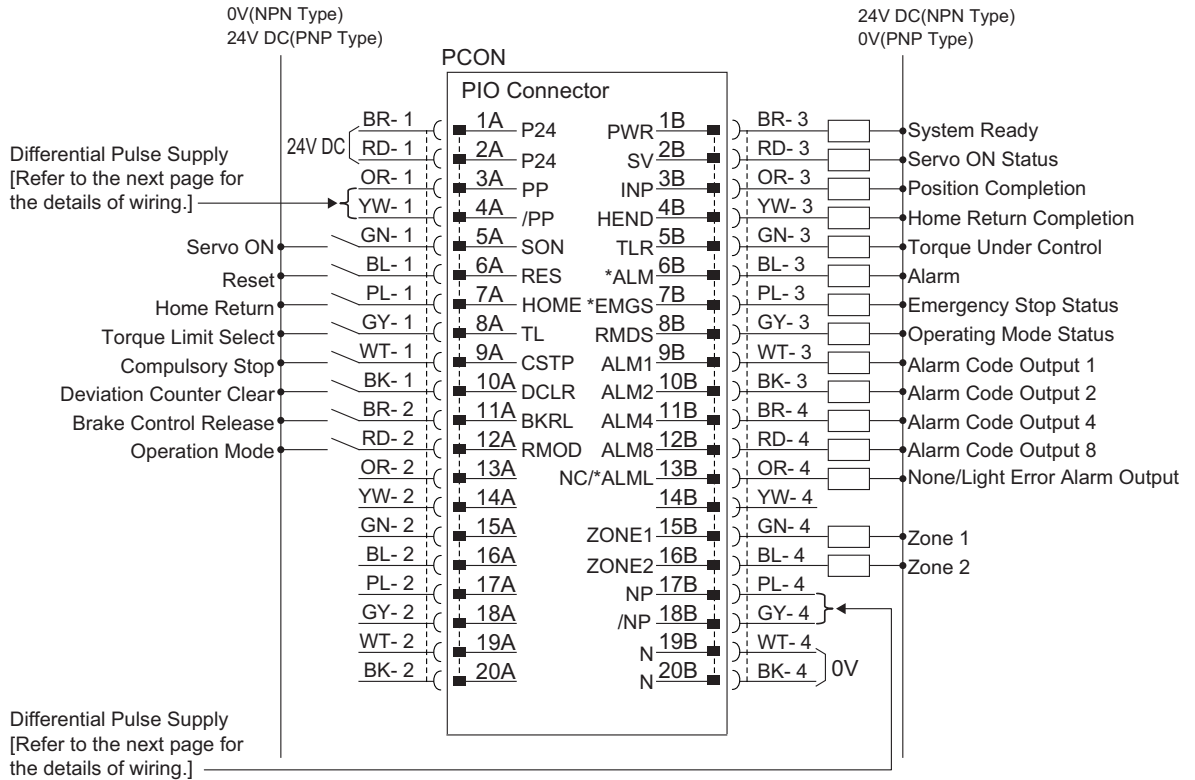 0V(NPN Type)
24V DC(PNP Type)
24V DC(NPN Type)
0V(PNP Type)
PCON
PIO Connector
Differential Pulse Supply
[Refer to the next page for
the details of wiring.]
24V DC
BR- 1 1A P24
RD- 1 2A P24
OR- 1 3A PP
YW- 1 4A /PP
Servo ON GN- 1 5A SON
Reset BL- 1 6A RES
Home Return PL- 1 7A HOME
Torque Limit Select GY- 1 8A TL
Compulsory Stop WT- 1 9A CSTP
Deviation Counter Clear BK- 1 10A DCLR
Brake Control Release BR- 2 11A BKRL
Operation Mode RD- 2 12A RMOD
OR- 2 13A
YW- 2 14A
GN- 2 15A
BL- 2 16A
PL- 2 17A
GY- 2 18A
WT- 2 19A
BK- 2 20A
PWR 1B BR- 3 System Ready
SV 2B RD- 3 Servo ON Status
INP 3B OR- 3 Position Completion
HEND 4B YW- 3 Home Return Completion
TLR 5B GN- 3 Torque Under Control
*ALM 6B BL- 3 Alarm
*EMGS 7B PL- 3 Emergency Stop Status
RMDS 8B GY- 3 Operating Mode Status
ALM1 9B WT- 3 Alarm Code Output 1
ALM2 10B BK- 3 Alarm Code Output 2
ALM4 11B BR- 4 Alarm Code Output 4
ALM8 12B RD- 4 Alarm Code Output 8
NC/*ALML 13B OR- 4 None/Light Error Alarm Output
14B YW- 4
ZONE1 15B GN- 4 Zone 1
ZONE2 16B BL- 4 Zone 2
NP 17B PL- 4
/NP 18B GY- 4
N 19B WT- 4
N 20B BK- 4
0V
Differential Pulse Supply
[Refer to the next page for
the details of wiring.]